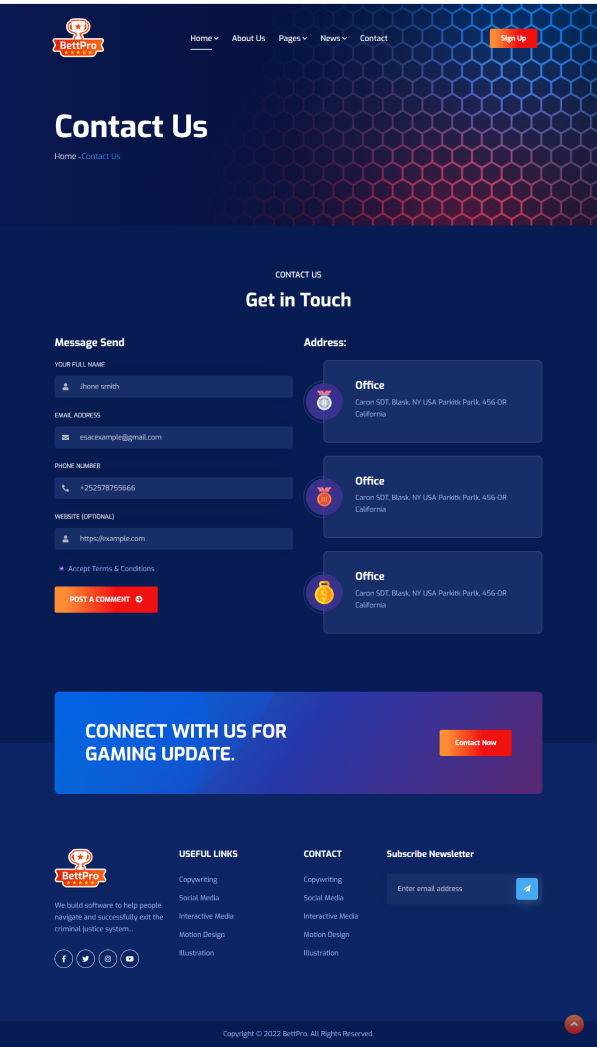 BettPro
Home
About Us
Pages
News
Contact
Sign Up
Contact Us
Home - Contact Us
CONTACT US
Get in Touch
Message Send
YOUR FULL NAME
Jhone smith
EMAIL ADDRESS
esacexample@gmail.com
PHONE NUMBER
+252578755666
WEBSITE (OPTIONAL)
https://example.com
Accept Terms & Conditions
POST A COMMENT
Address:
Office
Caron SDT, Blask, NY USA Parkitk Parlk, 456-DR
California
Office
Caron SDT, Blask, NY USA Parkitk Parlk, 456-DR
California
Office
Caron SDT, Blask, NY USA Parkitk Parlk, 456-DR
California
CONNECT WITH US FOR
GAMING UPDATE.
Contact Now
BettPro
We build software to help people
navigate and successfully exit the
criminal justice system...
USEFUL LINKS
Copywriting
Social Media
Interactive Media
Motion Design
Illustration
CONTACT
Copywriting
Social Media
Interactive Media
Motion Design
Illustration
Subscribe Newsletter
Enter email address
Copyright © 2022 BettPro. All Rights Reserved.